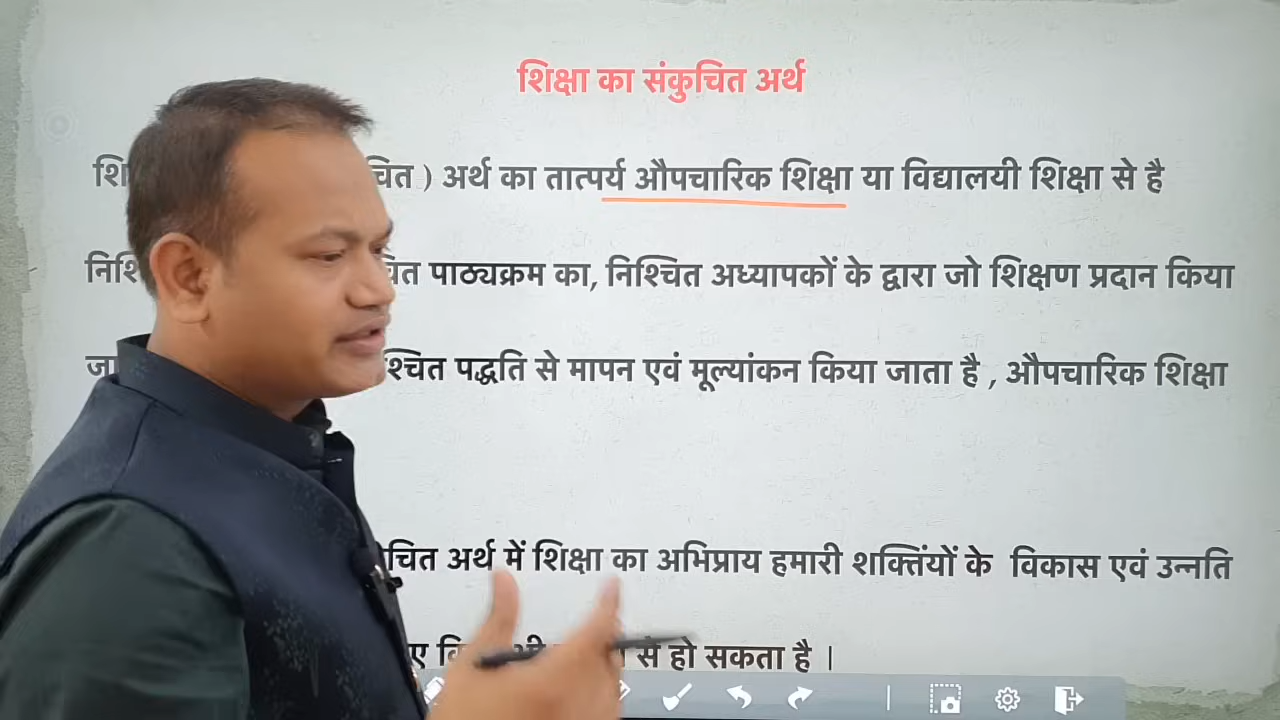 शिक्षा का संकुचित अर्थ
) अर्थ का तात्पर्य औपचारिक शिक्षा या विद्यालयी शिक्षा से है
पाठ्यक्रम का, निश्चित अध्यापकों के द्वारा जो शिक्षण प्रदान किया
पद्धति से मापन एवं मूल्यांकन किया जाता है , औपचारिक शिक्षा
अर्थ में शिक्षा का अभिप्राय हमारी शक्तिंयों के विकास एवं उन्नति
से हो सकता है ।